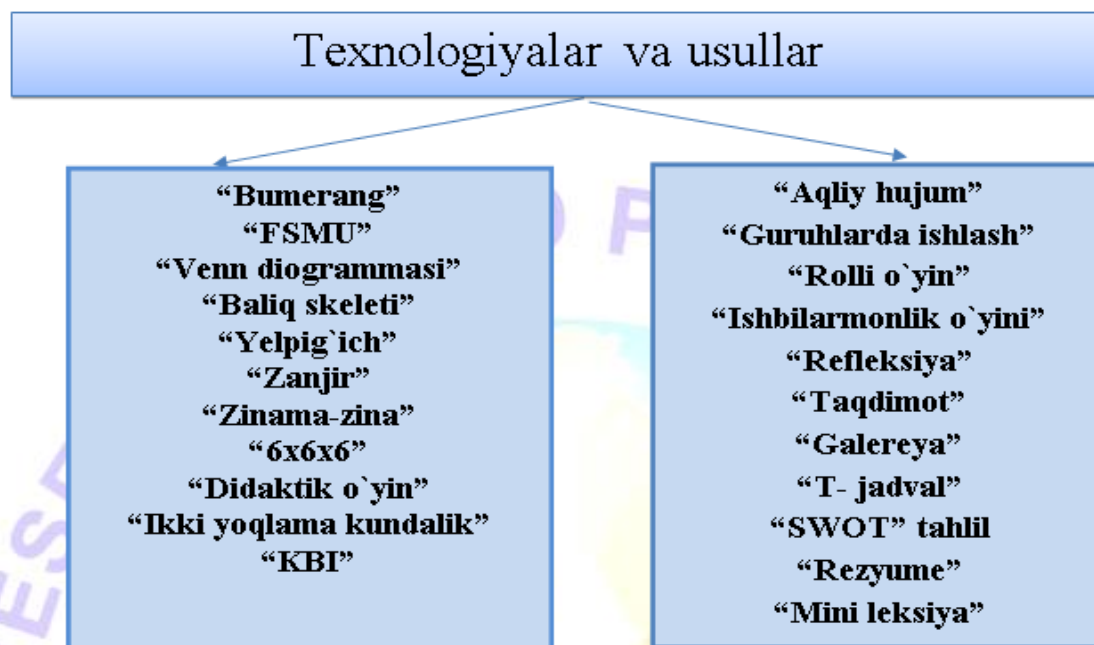 Texnologiyalar va usullar
“Bumerang”
“FSMU”
“Venn diogrammasi”
“Baliq skeleti”
“Yelpig`ich”
“Zanjir”
“Zinama-zina”
“6x6x6”
“Didaktik o`yin”
“Ikki yoqlama kundalik”
“KBI”
“Aqliy hujum”
“Guruhlarda ishlash”
“Rolli o`yin”
“Ishbilarmonlik o`yini”
“Refleksiya”
“Taqdimot”
“Galereya”
“T- jadval”
“SWOT” tahlil
“Rezyume”
“Mini leksiya”